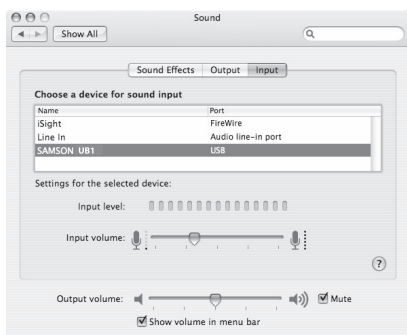 Sound
Show All
Sound Effects Output Input
Choose a device for sound input
Name Port
iSight FireWire
Line In Audio line-in port
SAMSON UB1 USB
Settings for the selected device:
Input level:
Input volume:
?
Output volume: Mute
Show volume in menu bar